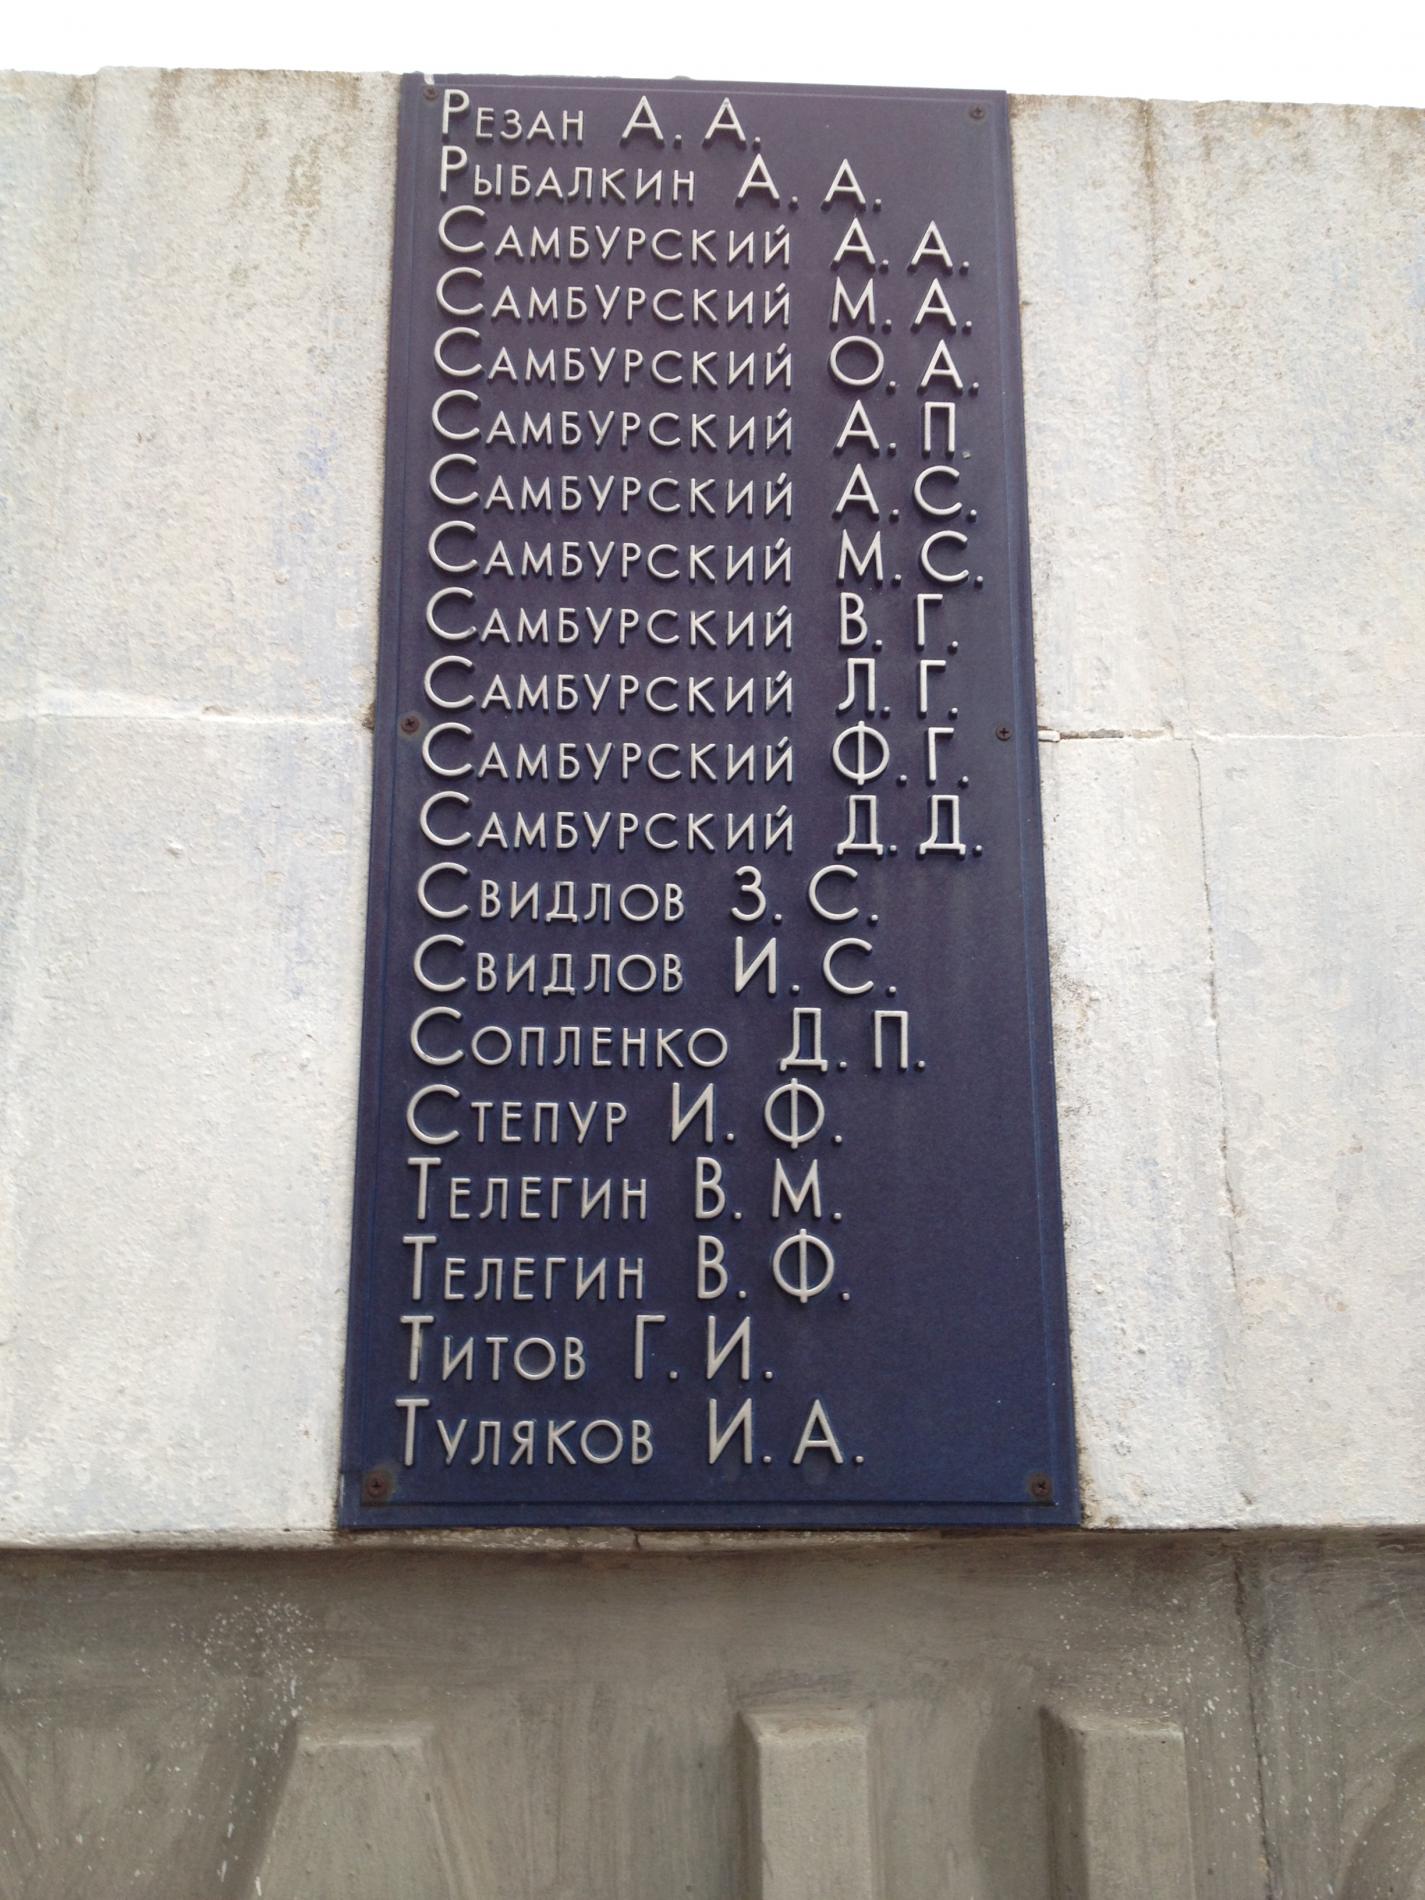 Резан А. А.
Рыбалкин А. А.
Самбурский А. А.
Самбурский М. А.
Самбурский О. А.
Самбурский А. П.
Самбурский А. С.
Самбурский М. С.
Самбурский В. Г.
Самбурский Л. Г.
Самбурский Ф. Г.
Самбурский Д. Д.
Свидлов З. С.
Свидлов И. С.
Сопленко Д. П.
Степур И. Ф.
Телегин В. М.
Телегин В. Ф.
Титов Г. И.
Туляков И. А.